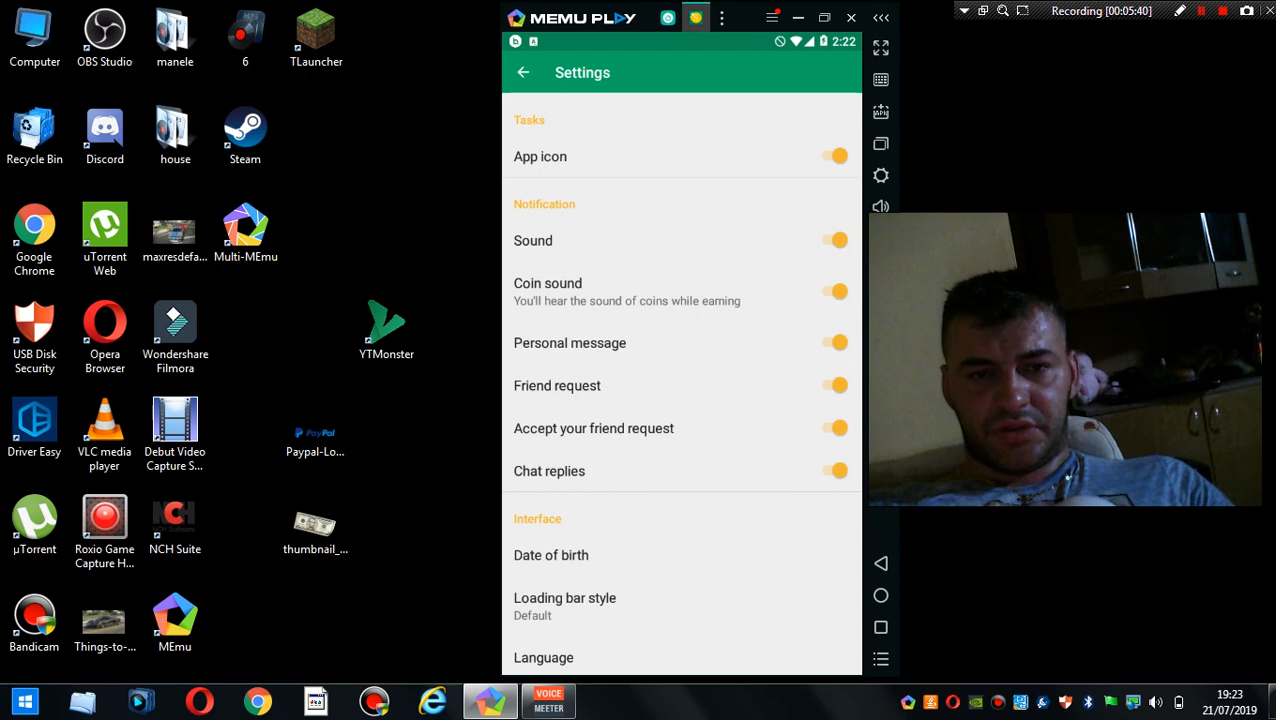 Computer
OBS Studio
manele
6
TLauncher
Recycle Bin
Discord
house
Steam
Google
Chrome
uTorrent
Web
maxresdefa...
Multi-MEmu
USB Disk
Security
Opera
Browser
Wondershare
Filmora
YTMonster
Driver Easy
VLC media
player
Debut Video
Capture S...
PayPal
Paypal-Lo...
µTorrent
Roxio Game
Capture H...
NCH Suite
thumbnail_...
Bandicam
Things-to-...
MEmu
MEMU PLAY
2:22
Settings
Tasks
App icon
Notification
Sound
Coin sound
You'll hear the sound of coins while earning
Personal message
Friend request
Accept your friend request
Chat replies
Interface
Date of birth
Loading bar style
Default
Language
Recording [00:05:40]
VOICE
MEETER
19:23
21/07/2019